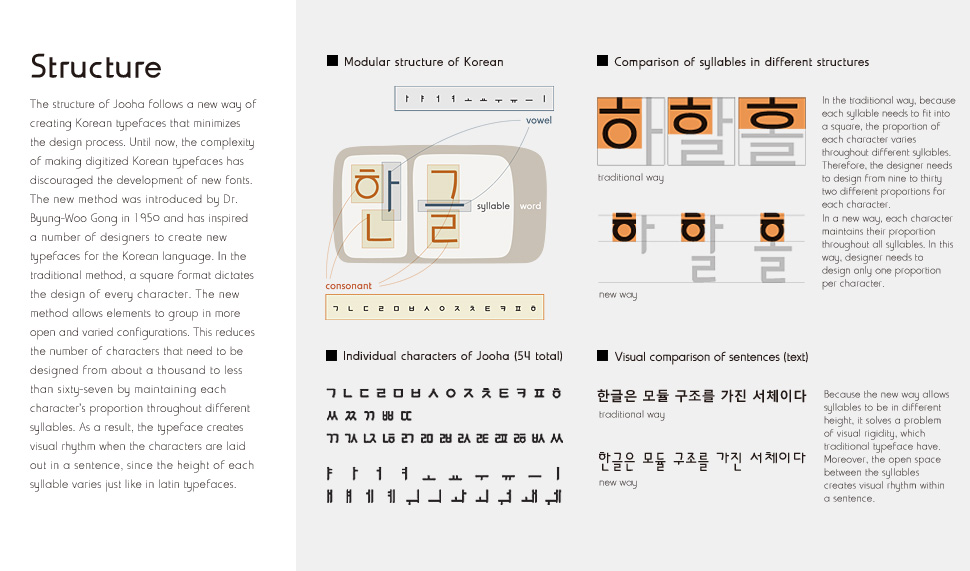 Structure
The structure of Jooha follows a new way of
creating Korean typefaces that minimizes
the design process. Until now, the complexity
of making digitized Korean typefaces has
discouraged the development of new fonts.
The new method was introduced by Dr.
Byung-Woo Gong in 1950 and has inspired
a number of designers to create new
typefaces for the Korean language. In the
traditional method, a square format dictates
the design of every character. The new
method allows elements to group in more
open and varied configurations. This reduces
the number of characters that need to be
designed from about a thousand to less
than sixty-seven by maintaining each
character's proportion throughout different
syllables. As a result, the typeface creates
visual rhythm when the characters are laid
out in a sentence, since the height of each
syllable varies just like in latin typefaces.
Modular structure of Korean
ㅑ ㅏ ㅕ ㅓ ㅗ ㅛ ㅜ ㅠ ㅡ ㅣ
vowel
한 글
syllable word
consonant
ㄱ ㄴ ㄷ ㄹ ㅁ ㅂ ㅅ ㅇ ㅈ ㅊ ㅌ ㅋ ㅍ ㅎ
Individual characters of Jooha (54 total)
ㄱ ㄴ ㄷ ㄹ ㅁ ㅂ ㅅ ㅇ ㅈ ㅊ ㅌ ㅋ ㅍ ㅎ
ㅆ ㅉ ㄲ ㅃ ㄸ
ㅑ ㅏ ㅕ ㅓ ㅗ ㅛ ㅜ ㅠ ㅡ ㅣ
Comparison of syllables in different structures
하 할 홀
traditional way
하 할 홀
new way
In the traditional way, because
each syllable needs to fit into
a square, the proportion of
each character varies
throughout different syllables.
Therefore, the designer needs
to design from nine to thirty
two different proportions for
each character.
In a new way, each character
maintains their proportion
throughout all syllables. In this
way, designer needs to
design only one proportion
per character.
Visual comparison of sentences (text)
한글은 모듈 구조를 가진 서체이다
traditional way
한글은 모듈 구조를 가진 서체이다
new way
Because the new way allows
syllables to be in different
height, it solves a problem
of visual rigidity, which
traditional typeface have.
Moreover, the open space
between the syllables
creates visual rhythm within
a sentence.